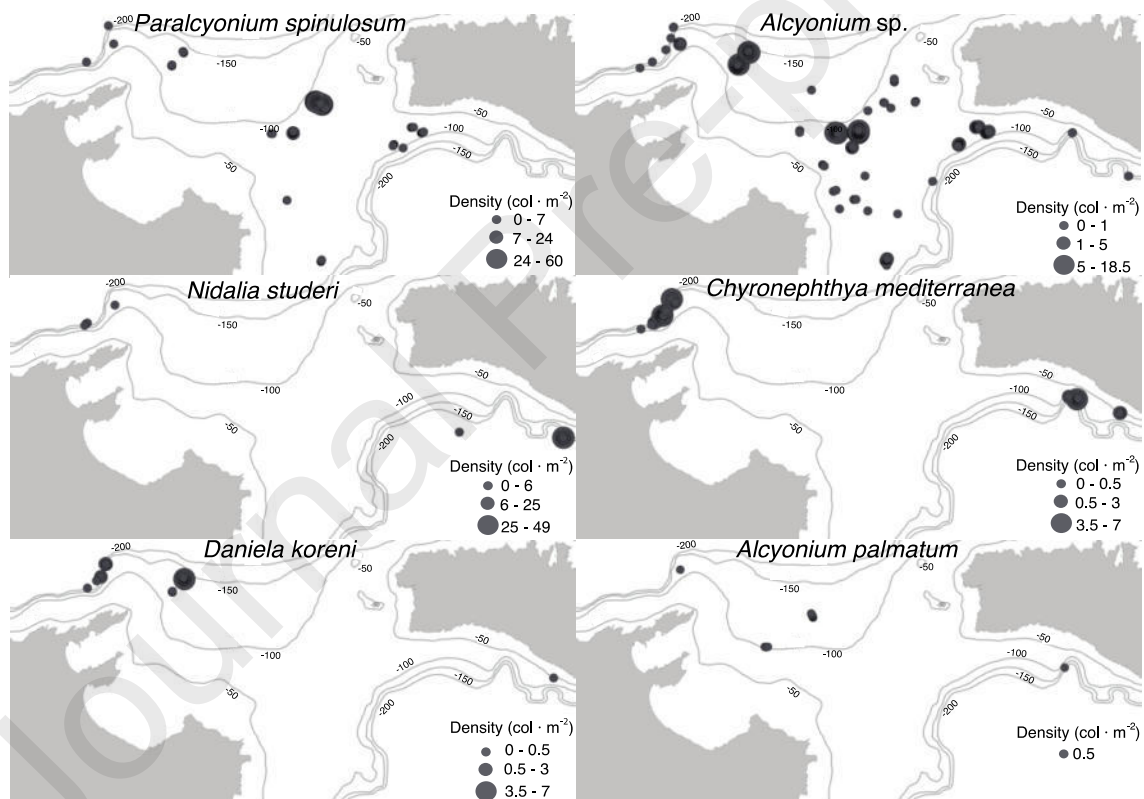 Paralcyonium spinulosum
-200
-50
-150
-100
-50
-50
-100
-150
-200
Density (col · m-2)
0 - 7
7 - 24
24 - 60
Alcyonium sp.
-200
-50
-150
-100
-50
-50
-100
-150
-200
Density (col · m-2)
0 - 1
1 - 5
5 - 18.5
Nidalia studeri
-200
-50
-150
-100
-50
-50
-100
-150
-200
Density (col · m-2)
0 - 6
6 - 25
25 - 49
Chyronephthya mediterranea
-200
-50
-150
-100
-50
-50
-100
-150
-200
Density (col · m-2)
0 - 0.5
0.5 - 3
3.5 - 7
Daniela koreni
-200
-50
-150
-100
-50
-50
-100
-150
-200
Density (col · m-2)
0 - 0.5
0.5 - 3
3.5 - 7
Alcyonium palmatum
-200
-50
-150
-100
-50
-50
-100
-150
-200
Density (col · m-2)
0.5
Journal Pre-p